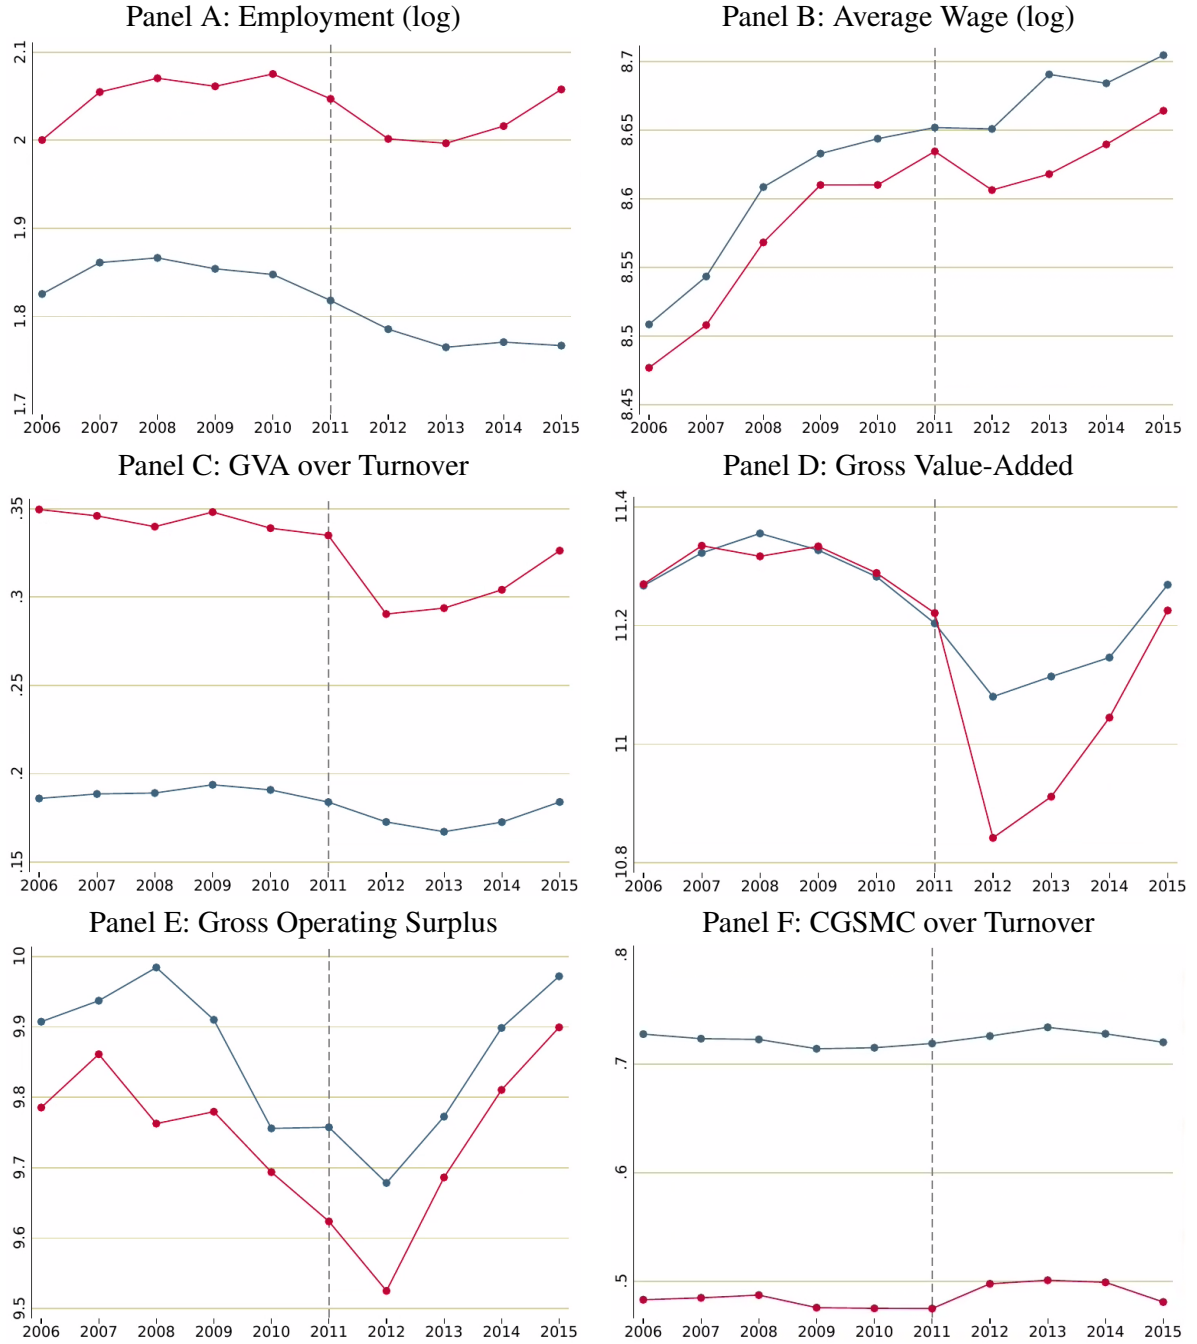 Panel A: Employment (log)
2.1
2
1.9
1.8
1.7
2006 2007 2008 2009 2010 2011 2012 2013 2014 2015
Panel B: Average Wage (log)
8.7
8.65
8.6
8.55
8.5
8.45
2006 2007 2008 2009 2010 2011 2012 2013 2014 2015
Panel C: GVA over Turnover
.35
.3
.25
.2
.15
2006 2007 2008 2009 2010 2011 2012 2013 2014 2015
Panel D: Gross Value-Added
11.4
11.2
11
10.8
2006 2007 2008 2009 2010 2011 2012 2013 2014 2015
Panel E: Gross Operating Surplus
10
9.9
9.8
9.7
9.6
9.5
2006 2007 2008 2009 2010 2011 2012 2013 2014 2015
Panel F: CGSMC over Turnover
.8
.7
.6
.5
2006 2007 2008 2009 2010 2011 2012 2013 2014 2015